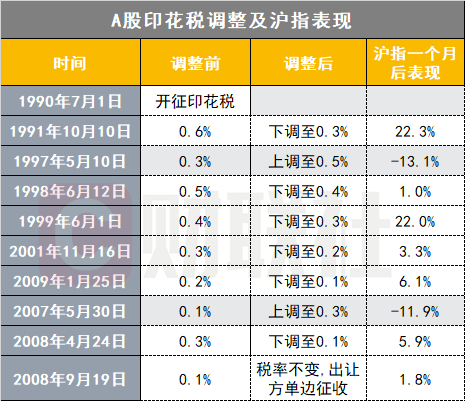 A股印花税调整及沪指表现
时间 调整前 调整后 沪指一个月后表现
1990年7月1日 开征印花税
1991年10月10日 0.6% 下调至0.3% 22.3%
1997年5月10日 0.3% 上调至0.5% -13.1%
1998年6月12日 0.5% 下调至0.4% 1.0%
1999年6月1日 0.4% 下调至0.3% 22.0%
2001年11月16日 0.3% 下调至0.2% 3.3%
2009年1月25日 0.2% 下调至0.1% 6.1%
2007年5月30日 0.1% 上调至0.3% -11.9%
2008年4月24日 0.3% 下调至0.1% 5.9%
2008年9月19日 0.1% 税率不变,出让方单边征收 1.8%
财联社